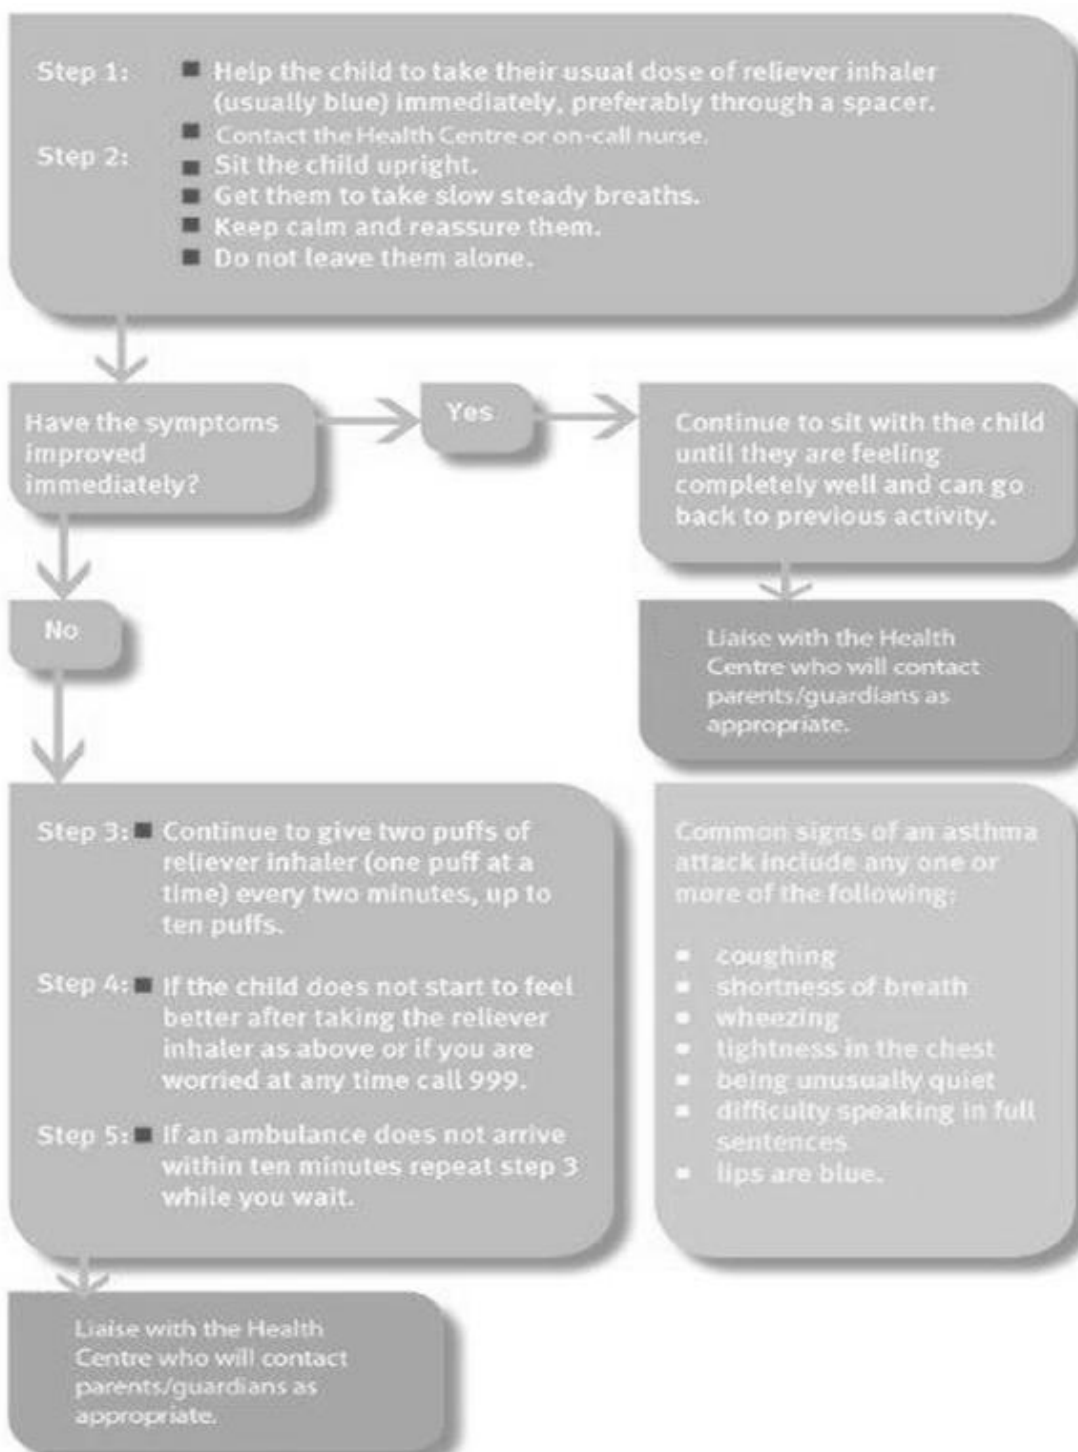 Step 1: ■ Help the child to take their usual dose of reliever inhaler
(usually blue) immediately, preferably through a spacer.
■ Contact the Health Centre or on-call nurse.
Step 2: ■ Sit the child upright.
■ Get them to take slow steady breaths.
■ Keep calm and reassure them.
■ Do not leave them alone.
Have the symptoms
improved
immediately?
Yes
Continue to sit with the child
until they are feeling
completely well and can go
back to previous activity.
Liaise with the Health
Centre who will contact
parents/guardians as
appropriate.
No
Step 3: ■ Continue to give two puffs of
reliever inhaler (one puff at a
time) every two minutes, up to
ten puffs.
Step 4: ■ If the child does not start to feel
better after taking the reliever
inhaler as above or if you are
worried at any time call 999.
Step 5: ■ If an ambulance does not arrive
within ten minutes repeat step 3
while you wait.
Common signs of an asthma
attack include any one or
more of the following:
▪ coughing
▪ shortness of breath
▪ wheezing
▪ tightness in the chest
▪ being unusually quiet
▪ difficulty speaking in full
sentences
▪ lips are blue.
Liaise with the Health
Centre who will contact
parents/guardians as
appropriate.